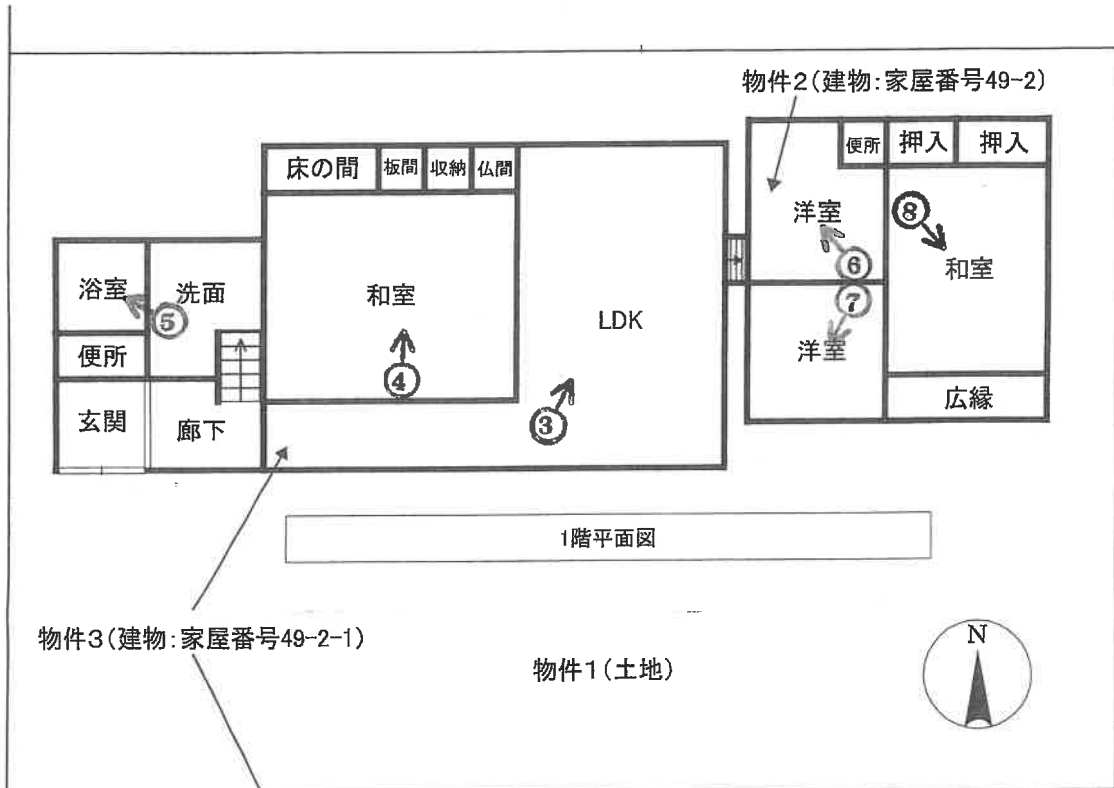 物件2(建物:家屋番号49-2)
床の間 板間 収納 仏間
便所 押入 押入
洋室
⑧
和室
⑥
浴室
洗面
⑤
和室
LDK
⑦
洋室
便所
④
広縁
玄関
廊下
③
1階平面図
物件3(建物:家屋番号49-2-1)
物件1(土地)
N